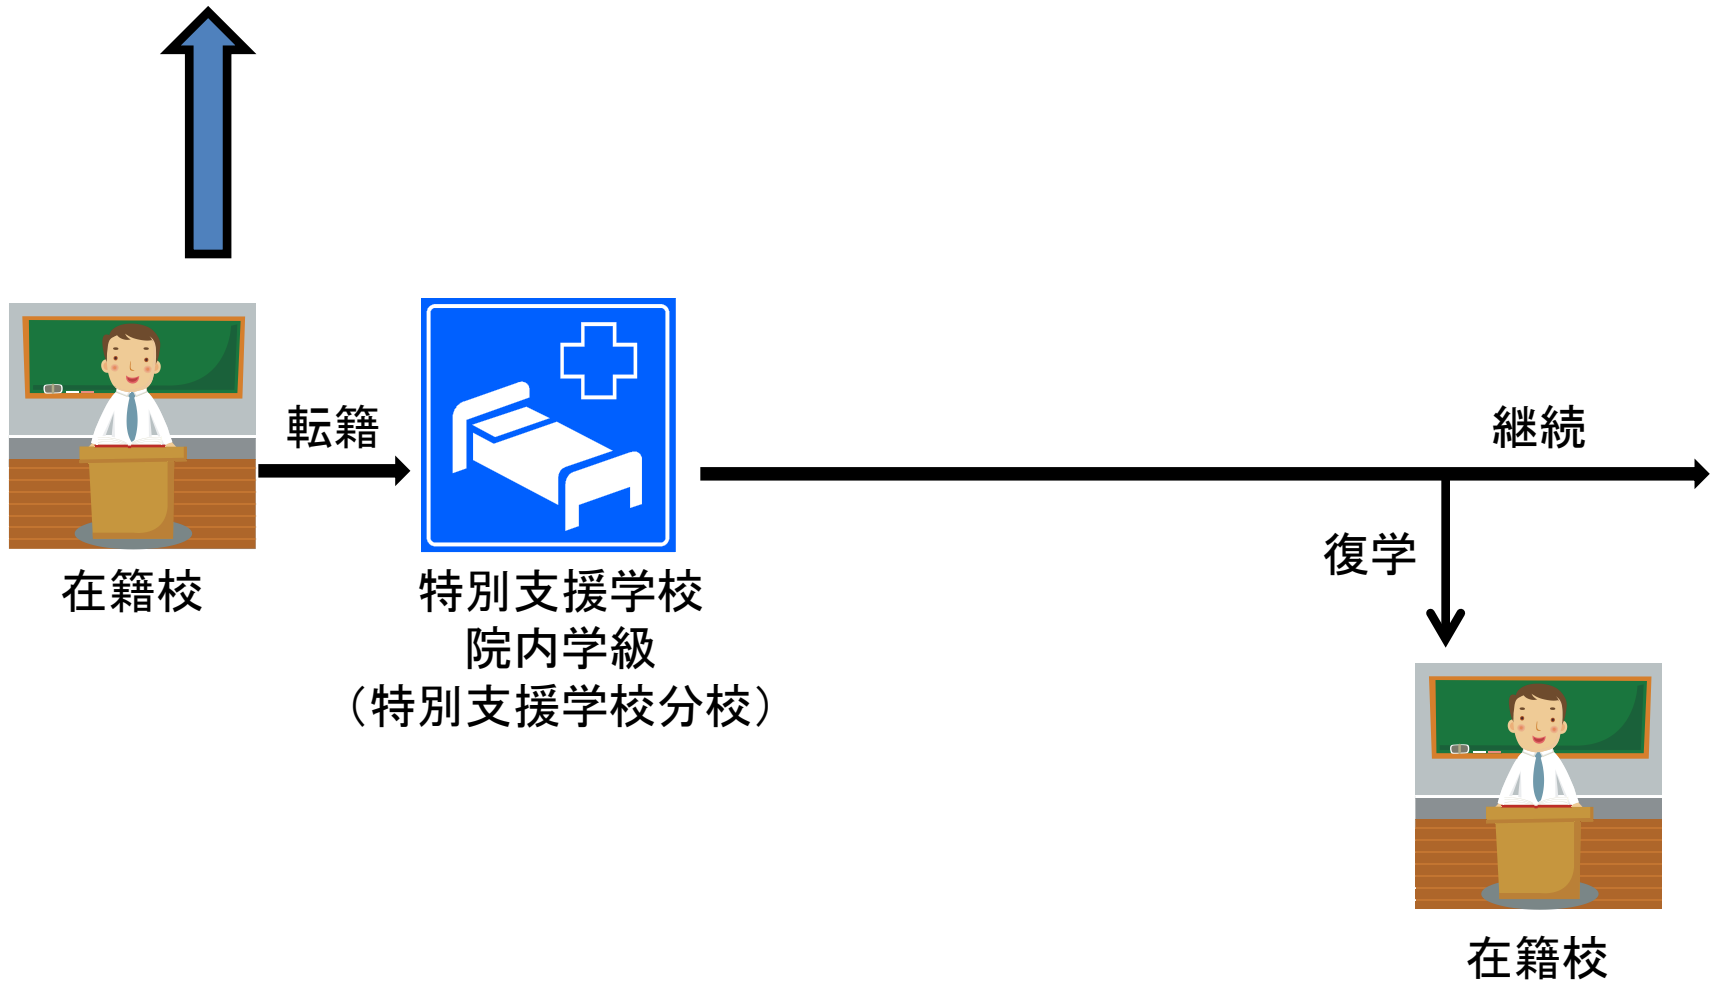 転籍
継続
復学
在籍校
特別支援学校
院内学級
（特別支援学校分校）
在籍校